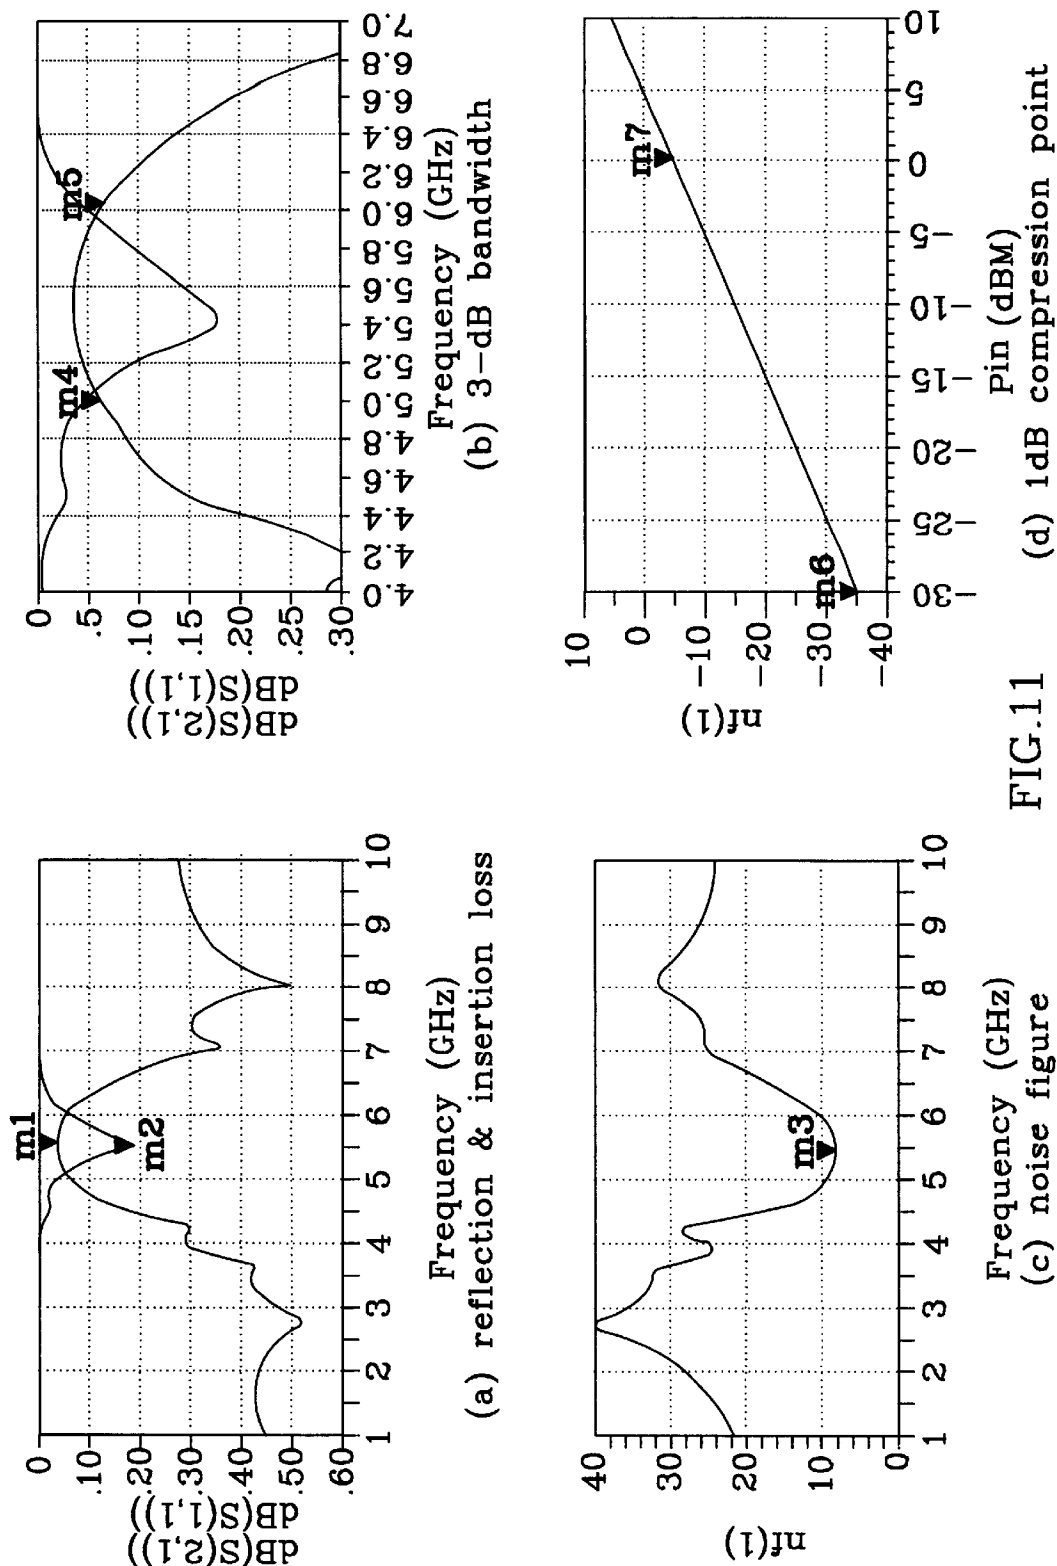 0
.10
.20
.30
.40
.50
.60
dB(S(2,1))
dB(S(1,1))
m1
m2
1 2 3 4 5 6 7 8 9 10
Frequency (GHz)
(a) reflection & insertion loss
0
.5
.15
.20
.25
.30
dB(S(2,1))
dB(S(1,1))
m4
m5
4.0 4.2 4.4 4.6 4.8 5.0 5.2 5.4 5.6 5.8 6.0 6.2 6.4 6.6 6.8 7.0
Frequency (GHz)
(b) 3-dB bandwidth
40
30
20
10
0
nf(1)
m3
1 2 3 4 5 6 7 8 9 10
Frequency (GHz)
(c) noise figure
10
0
-10
-20
-30
-40
nf(1)
m6
m7
-30 -25 -20 -15 -10 -5 0 5 10
Pin (dBM)
(d) 1dB compression point
FIG.11